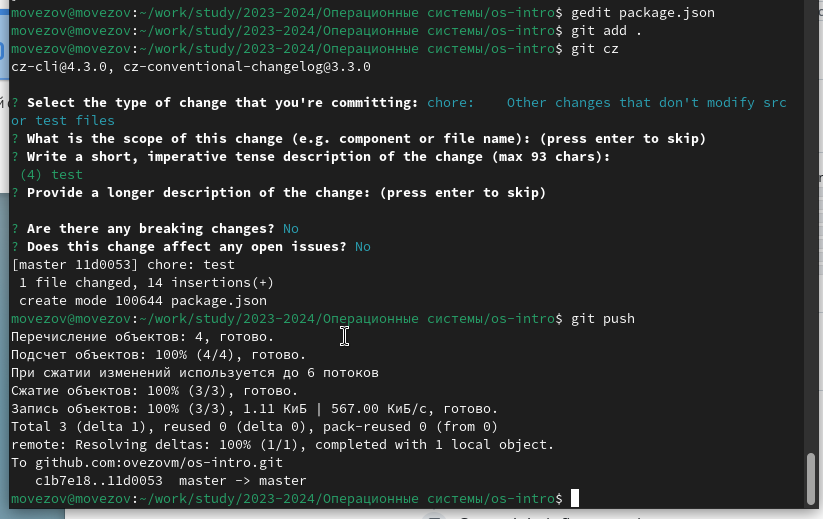 movezov@movezov:~/work/study/2023-2024/Операционные системы/os-intro$ gedit package.json
movezov@movezov:~/work/study/2023-2024/Операционные системы/os-intro$ git add .
movezov@movezov:~/work/study/2023-2024/Операционные системы/os-intro$ git cz
cz-cli@4.3.0, cz-conventional-changelog@3.3.0
? Select the type of change that you're committing: chore:    Other changes that don't modify src
or test files
? What is the scope of this change (e.g. component or file name): (press enter to skip)
? Write a short, imperative tense description of the change (max 93 chars):
(4) test
? Provide a longer description of the change: (press enter to skip)
? Are there any breaking changes? No
? Does this change affect any open issues? No
[master 11d0053] chore: test
1 file changed, 14 insertions(+)
create mode 100644 package.json
movezov@movezov:~/work/study/2023-2024/Операционные системы/os-intro$ git push
Перечисление объектов: 4, готово.
Подсчет объектов: 100% (4/4), готово.
При сжатии изменений используется до 6 потоков
Сжатие объектов: 100% (3/3), готово.
Запись объектов: 100% (3/3), 1.11 КиБ | 567.00 КиБ/с, готово.
Total 3 (delta 1), reused 0 (delta 0), pack-reused 0 (from 0)
remote: Resolving deltas: 100% (1/1), completed with 1 local object.
To github.com:ovezovm/os-intro.git
c1b7e18..11d0053  master -> master
movezov@movezov:~/work/study/2023-2024/Операционные системы/os-intro$